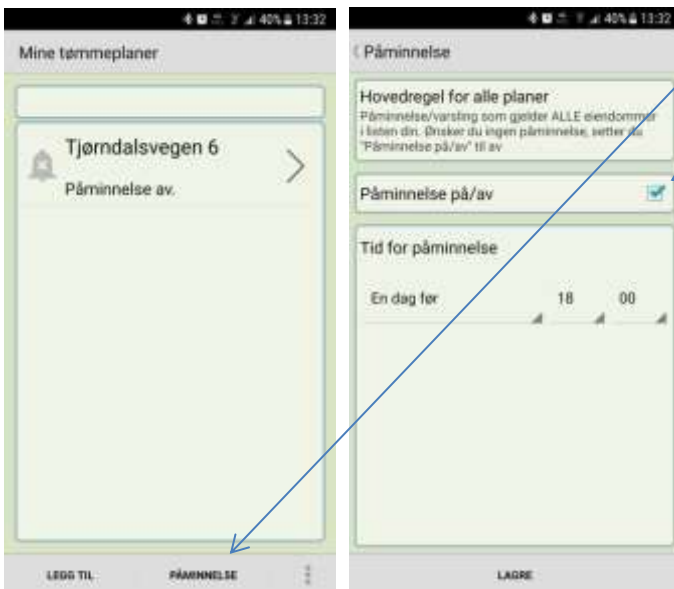 40% 13:32
Mine tømmeplaner
Tjørndalsvegen 6
Påminnelse av.
LEGG TIL
PÅMINNELSE
40% 13:32
Påminnelse
Hovedregel for alle planer
Påminnelse/varsling som gjelder ALLE eiendommer
i listen din. Ønsker du ingen påminnelse, setter du
"Påminnelse på/av" til av
Påminnelse på/av
Tid for påminnelse
En dag før 18 00
LAGRE